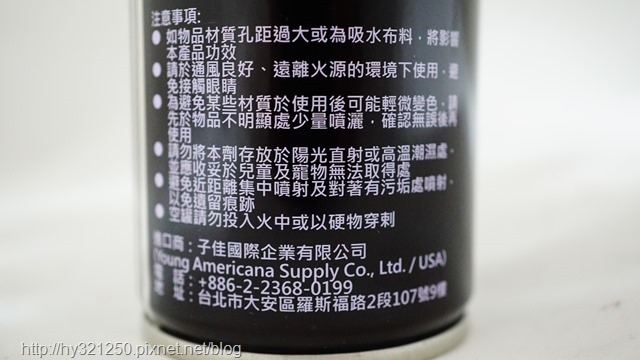 注意事項:
● 如物品材質孔距過大或為吸水布料，將影響
本產品功效
● 請於通風良好、遠離火源的環境下使用，避
免接觸眼睛
● 為避免某些材質於使用後可能輕微變色，請
先於物品不明顯處少量噴灑，確認無誤後再
使用
● 請勿將本劑存放於陽光直射或高溫潮濕處，
並應收妥於兒童及寵物無法取得處
● 避免近距離集中噴射及對著有污垢處噴射，
以免遺留痕跡
● 空罐請勿投入火中或以硬物穿刺
進口商：子佳國際企業有限公司
(Young Americana Supply Co., Ltd. / USA)
電　話：+886-2-2368-0199
地　址：台北市大安區羅斯福路2段107號9樓
http://hy321250.pixnet.net/blog